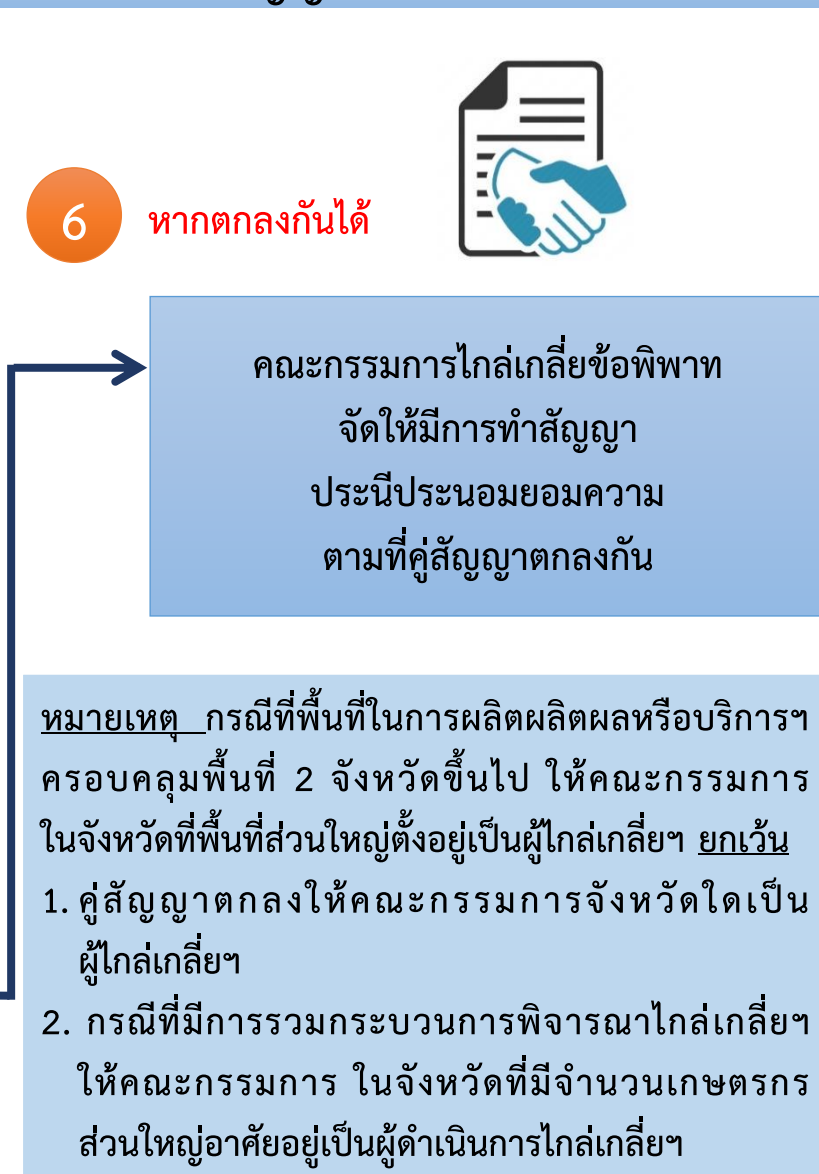 6
หากตกลงกันได้
คณะกรรมการไกล่เกลี่ยข้อพิพาท
จัดให้มีการทำสัญญา
ประนีประนอมยอมความ
ตามที่คู่สัญญาตกลงกัน
หมายเหตุ กรณีที่พื้นที่ในการผลิตผลิตผลหรือบริการฯ
ครอบคลุมพื้นที่ 2 จังหวัดขึ้นไป ให้คณะกรรมการ
ในจังหวัดที่พื้นที่ส่วนใหญ่ตั้งอยู่เป็นผู้ไกล่เกลี่ยฯ ยกเว้น
1. คู่สัญญาตกลงให้คณะกรรมการจังหวัดใดเป็น
ผู้ไกล่เกลี่ยฯ
2. กรณีที่มีการรวมกระบวนการพิจารณาไกล่เกลี่ยฯ
ให้คณะกรรมการ ในจังหวัดที่มีจำนวนเกษตรกร
ส่วนใหญ่อาศัยอยู่เป็นผู้ดำเนินการไกล่เกลี่ยฯ